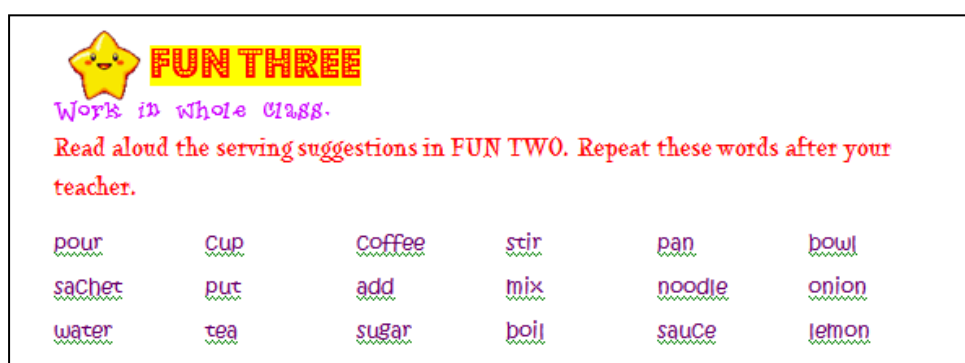 FUN THREE
Work in whole class.
Read aloud the serving suggestions in FUN TWO. Repeat these words after your
teacher.
pour cup coffee stir pan bowl
sachet put add mix noodle onion
water tea sugar boil sauce lemon